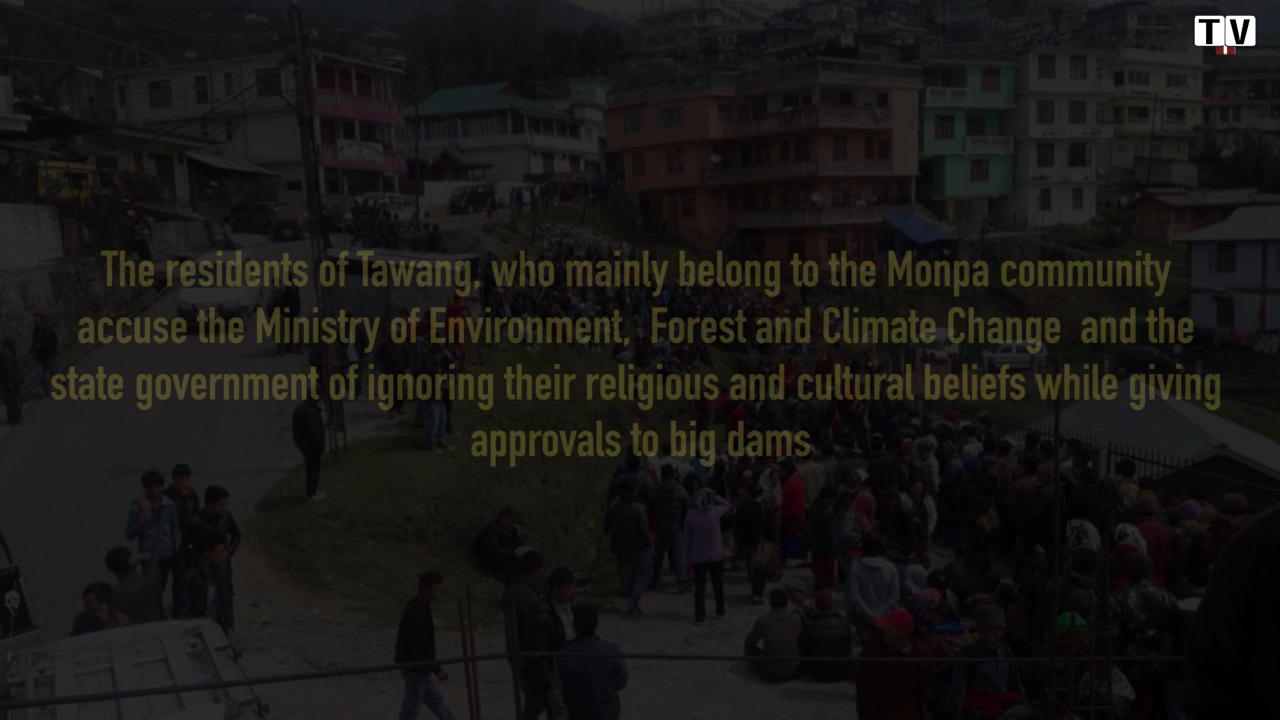 TV
The residents of Tawang, who mainly belong to the Monpa community
accuse the Ministry of Environment, Forest and Climate Change and the
state government of ignoring their religious and cultural beliefs while giving
approvals to big dams